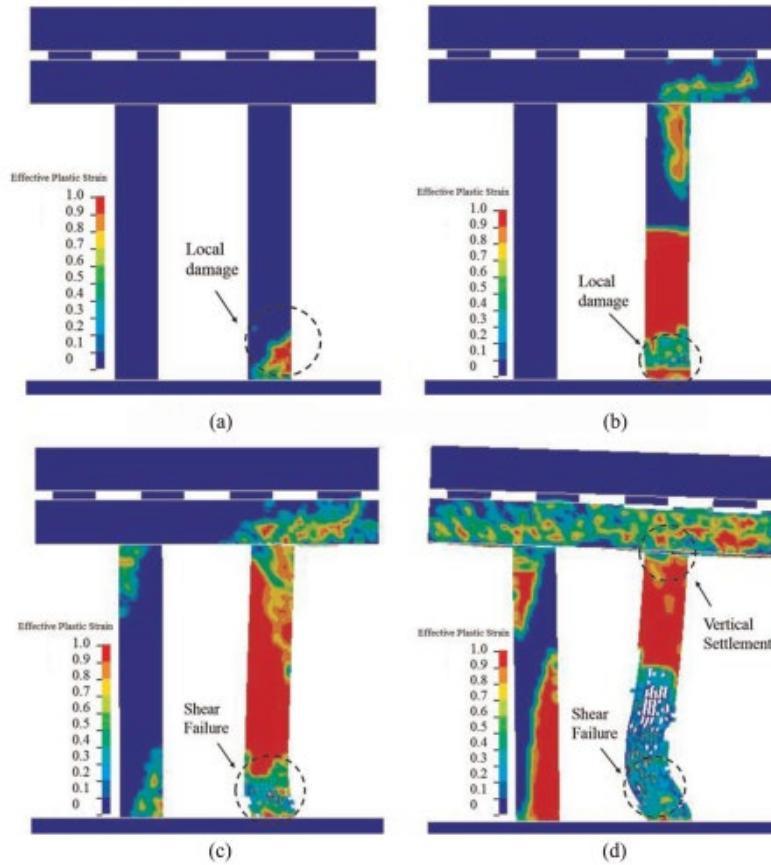 Effective Plastic Strain
1.0
0.9
0.8
0.7
0.6
0.5
0.4
0.3
0.2
0.1
0
Local
damage
(a)
Effective Plastic Strain
1.0
0.9
0.8
0.7
0.6
0.5
0.4
0.3
0.2
0.1
0
Local
damage
(b)
Effective Plastic Strain
1.0
0.9
0.8
0.7
0.6
0.5
0.4
0.3
0.2
0.1
0
Shear
Failure
(c)
Effective Plastic Strain
1.0
0.9
0.8
0.7
0.6
0.5
0.4
0.3
0.2
0.1
0
Vertical
Settlement
Shear
Failure
(d)